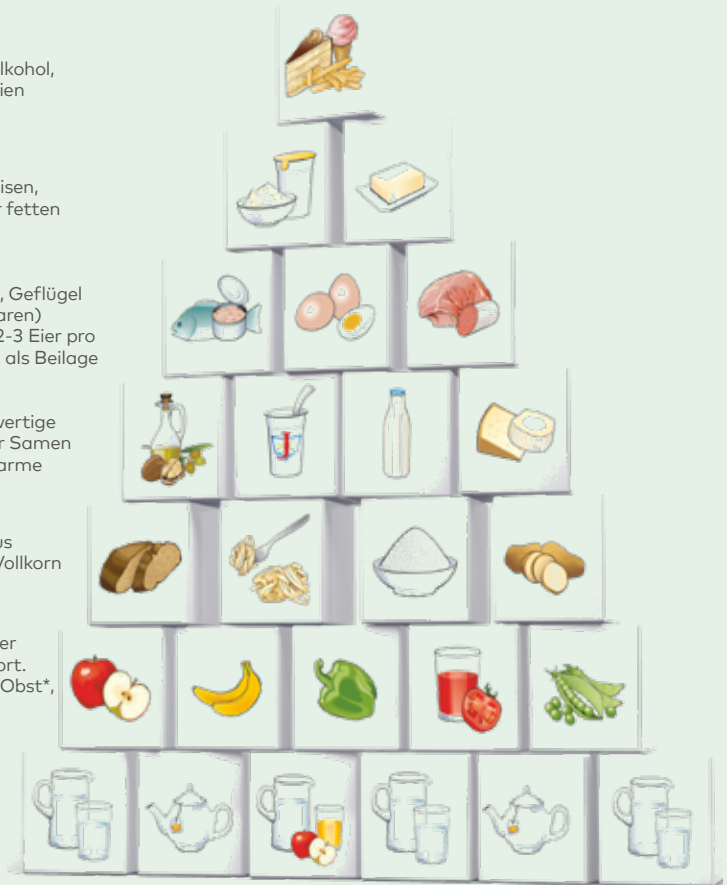 lkohol,
ien
isen,
r fetten
, Geflügel
aren)
2-3 Eier pro
als Beilage
wertige
r Samen
arme
us
Vollkorn
er
ort.
Obst*,
J